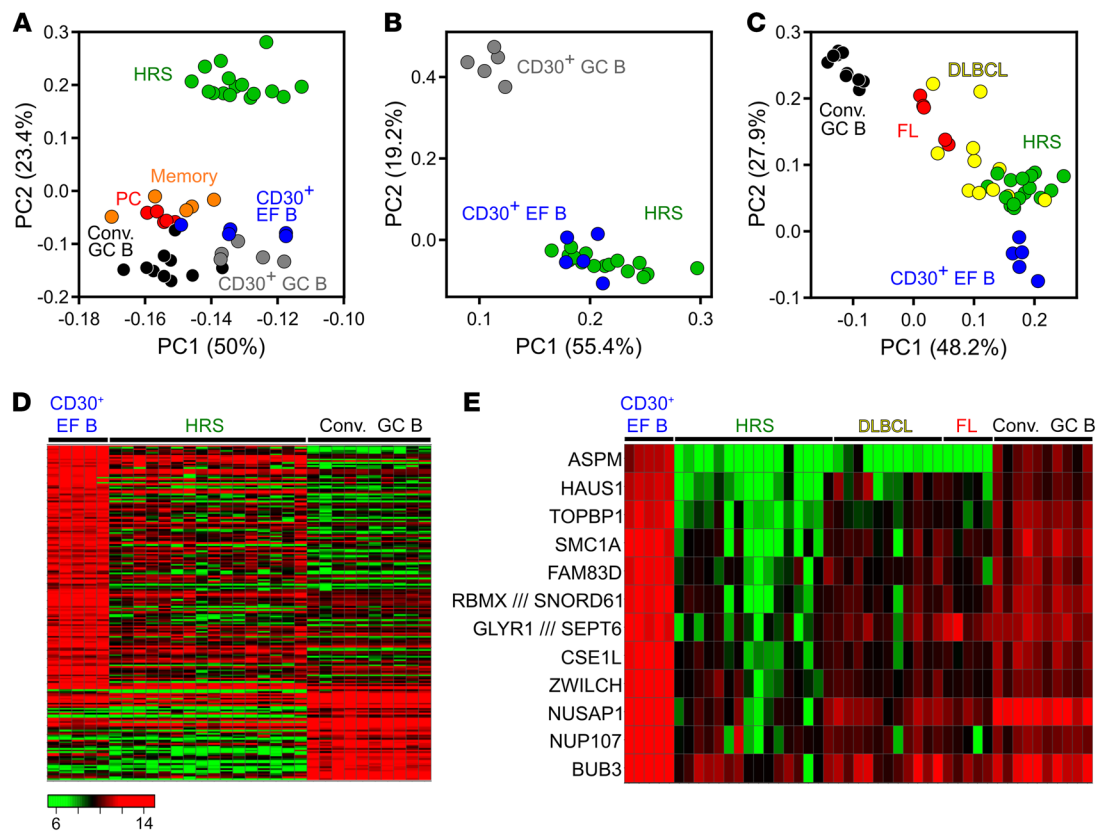 A
0.3
0.2
0.1
0.0
-0.1
-0.2
PC2 (23.4%)
HRS
Memory
PC
CD30+
EF B
Conv.
GC B
CD30+ GC B
-0.18
-0.16
-0.14
-0.12
-0.10
PC1 (50%)
B
0.4
0.2
0.0
PC2 (19.2%)
CD30+ GC B
CD30+ EF B
HRS
0.1
0.2
0.3
PC1 (55.4%)
C
0.3
0.2
0.1
0.0
-0.1
PC2 (27.9%)
DLBCL
Conv.
GC B
FL
HRS
CD30+ EF B
-0.1
0.0
0.1
0.2
PC1 (48.2%)
D
CD30+
EF B
HRS
Conv. GC B
6
14
E
CD30+
EF B
HRS
DLBCL
FL
Conv. GC B
ASPM
HAUS1
TOPBP1
SMC1A
FAM83D
RBMX /// SNORD61
GLYR1 /// SEPT6
CSE1L
ZWILCH
NUSAP1
NUP107
BUB3